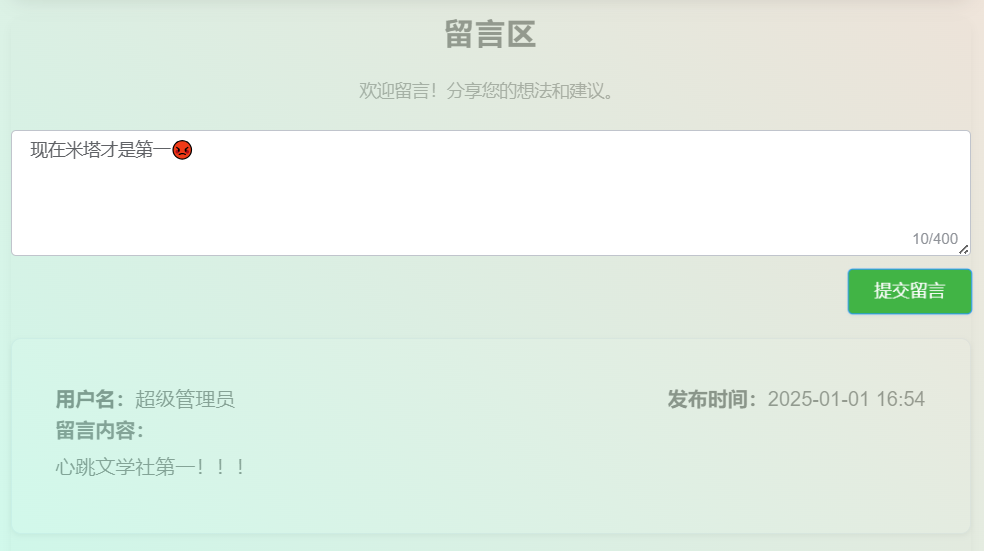 留言区
欢迎留言！分享您的想法和建议。
现在米塔才是第一😡
10/400
提交留言
用户名：超级管理员 发布时间：2025-01-01 16:54
留言内容：
心跳文学社第一！！！